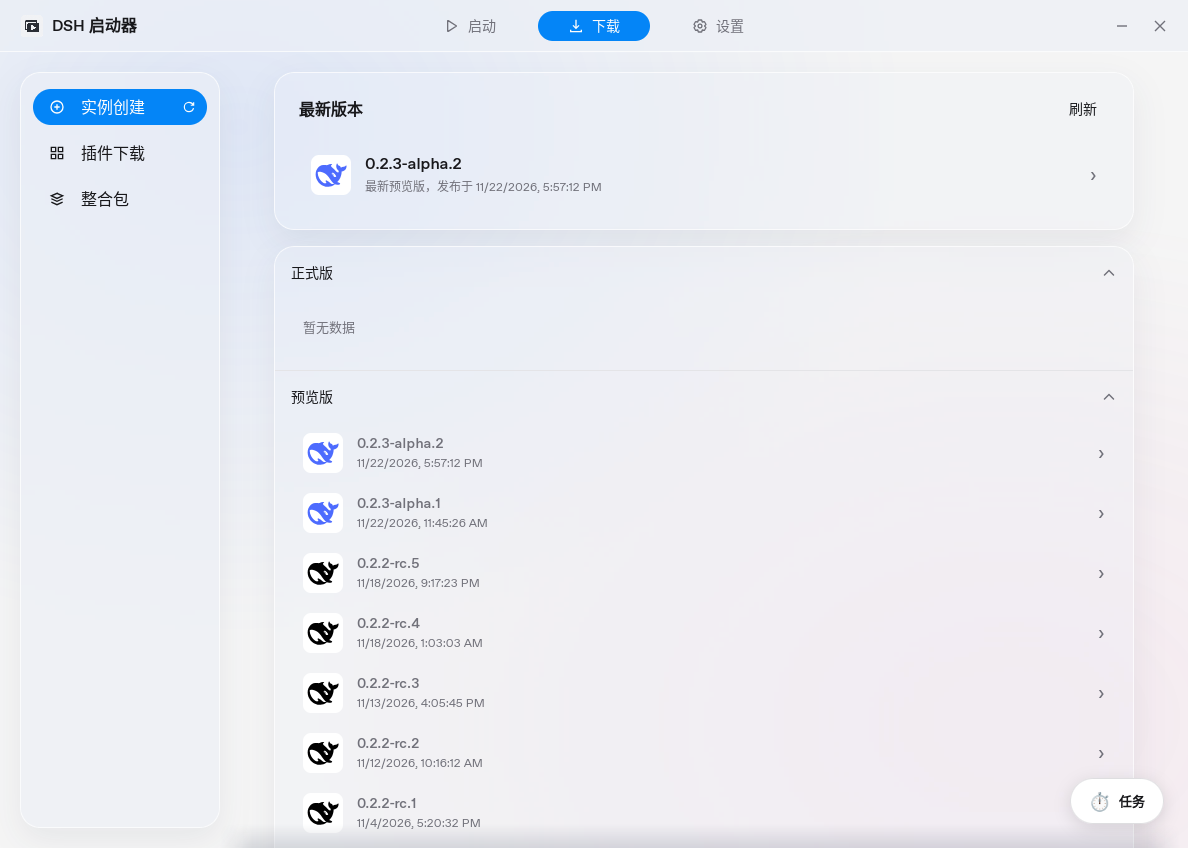 DSH 启动器
启动
下载
设置
实例创建
插件下载
整合包
最新版本
刷新
0.2.3-alpha.2
最新预览版，发布于 11/22/2026, 5:57:12 PM
正式版
暂无数据
预览版
0.2.3-alpha.2
11/22/2026, 5:57:12 PM
0.2.3-alpha.1
11/22/2026, 11:45:26 AM
0.2.2-rc.5
11/18/2026, 9:17:23 PM
0.2.2-rc.4
11/18/2026, 1:03:03 AM
0.2.2-rc.3
11/13/2026, 4:05:45 PM
0.2.2-rc.2
11/12/2026, 10:16:12 AM
0.2.2-rc.1
11/4/2026, 5:20:32 PM
任务